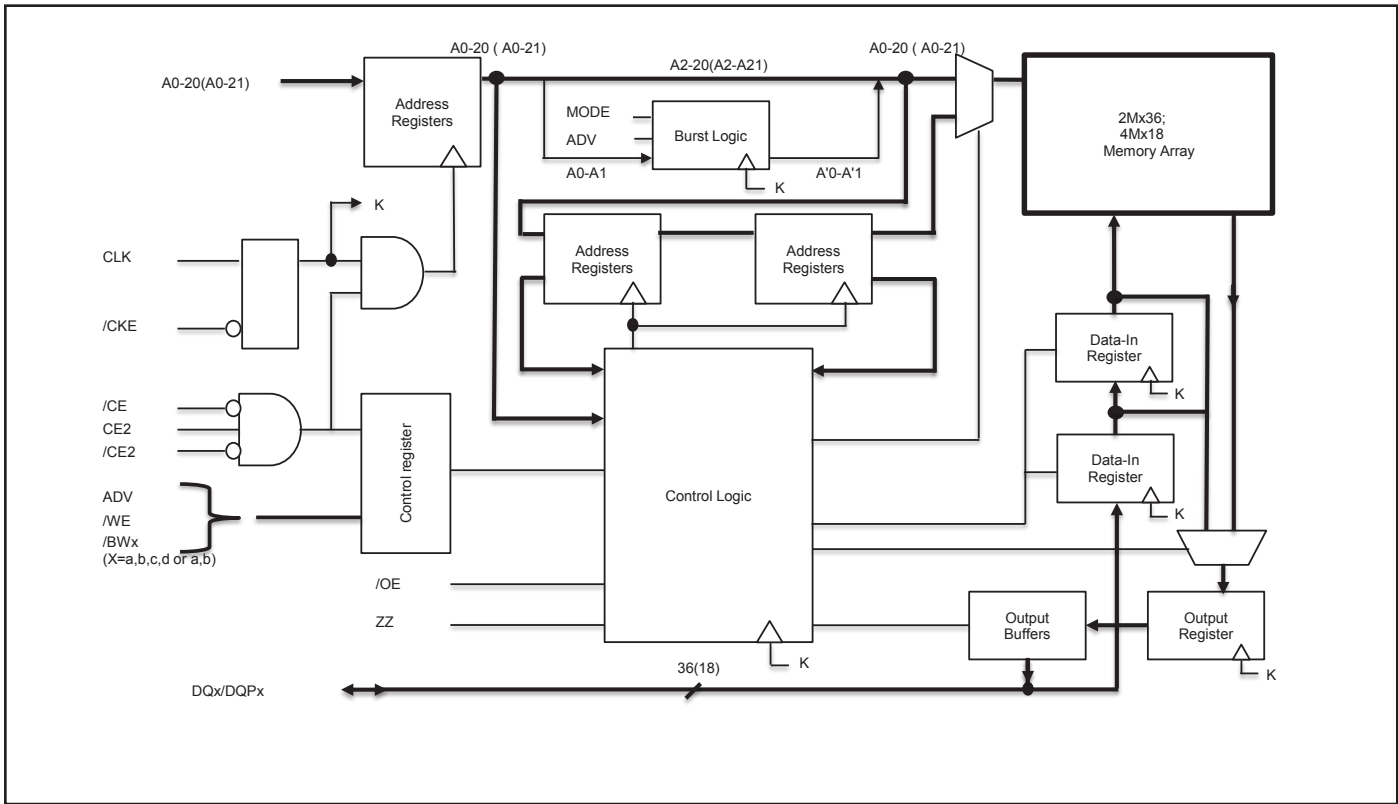 A0-20 ( A0-21)
A2-20(A2-A21)
A0-20 ( A0-21)
A0-20(A0-21)
Address
Registers
MODE
ADV
Burst Logic
A0-A1
A'0-A'1
K
2Mx36;
4Mx18
Memory Array
K
CLK
/CKE
Address
Registers
Address
Registers
Data-In
Register
K
/CE
CE2
/CE2
Control register
Control Logic
Data-In
Register
K
ADV
/WE
/BWx
(X=a,b,c,d or a,b)
/OE
ZZ
K
Output
Buffers
Output
Register
K
36(18)
DQx/DQPx